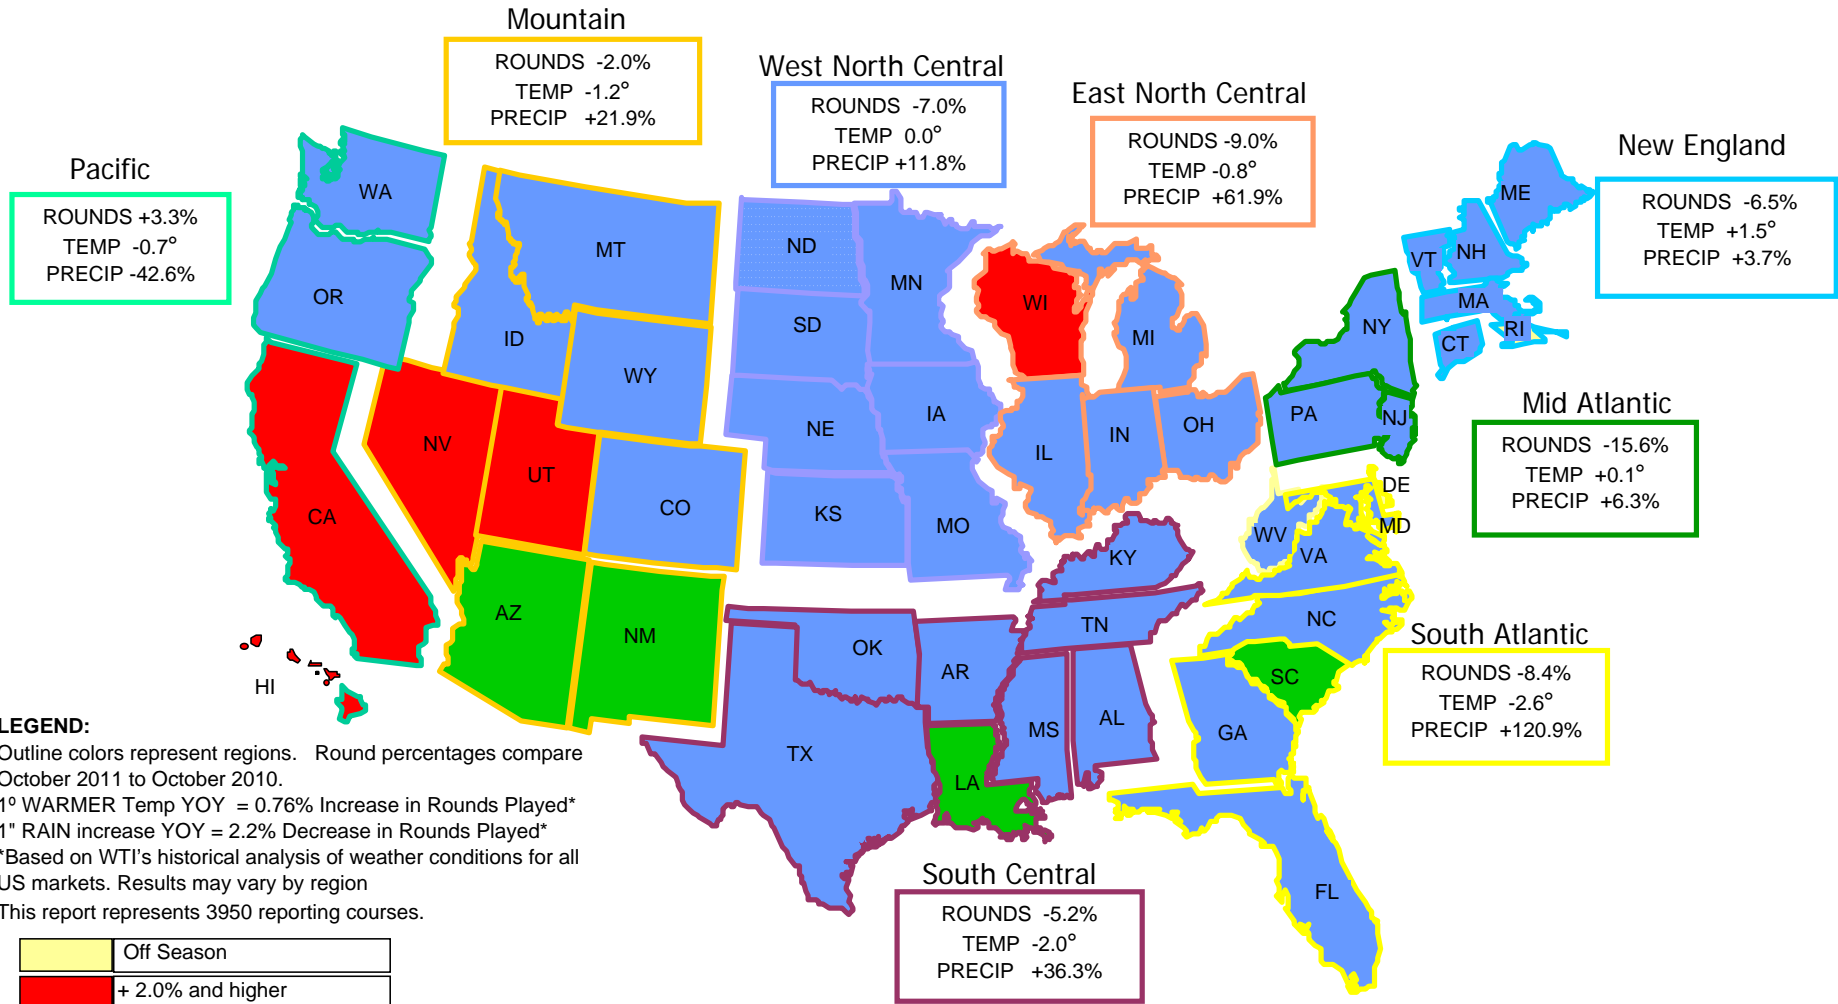 Mountain
ROUNDS -2.0%
TEMP -1.2°
PRECIP +21.9%
West North Central
ROUNDS -7.0%
TEMP 0.0°
PRECIP +11.8%
East North Central
ROUNDS -9.0%
TEMP -0.8°
PRECIP +61.9%
New England
ROUNDS -6.5%
TEMP +1.5°
PRECIP +3.7%
Pacific
ROUNDS +3.3%
TEMP -0.7°
PRECIP -42.6%
Mid Atlantic
ROUNDS -15.6%
TEMP +0.1°
PRECIP +6.3%
South Atlantic
ROUNDS -8.4%
TEMP -2.6°
PRECIP +120.9%
South Central
ROUNDS -5.2%
TEMP -2.0°
PRECIP +36.3%
WA
OR
CA
HI
MT
ID
WY
NV
UT
CO
AZ
NM
ND
SD
NE
KS
MN
IA
MO
WI
MI
IL
IN
OH
ME
VT
NH
MA
RI
CT
NY
PA
NJ
DE
MD
WV
VA
NC
SC
GA
FL
KY
TN
OK
AR
TX
LA
MS
AL
LEGEND:
Outline colors represent regions. Round percentages compare
October 2011 to October 2010.
1º WARMER Temp YOY = 0.76% Increase in Rounds Played*
1" RAIN increase YOY = 2.2% Decrease in Rounds Played*
*Based on WTI's historical analysis of weather conditions for all
US markets. Results may vary by region
This report represents 3950 reporting courses.
Off Season
+ 2.0% and higher